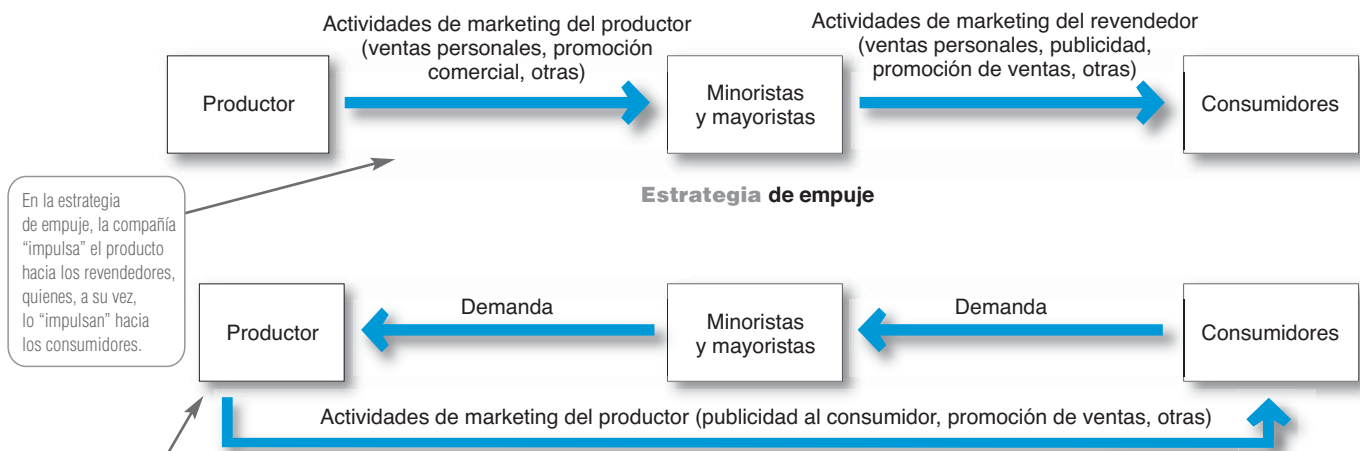 Actividades de marketing del productor
(ventas personales, promoción
comercial, otras)
Actividades de marketing del revendedor
(ventas personales, publicidad,
promoción de ventas, otras)
Productor
Minoristas
y mayoristas
Consumidores
En la estrategia
de empuje, la compañía
“impulsa” el producto
hacia los revendedores,
quienes, a su vez,
lo “impulsan” hacia
los consumidores.
Estrategia de empuje
Productor
Demanda
Minoristas
y mayoristas
Demanda
Consumidores
Actividades de marketing del productor (publicidad al consumidor, promoción de ventas, otras)